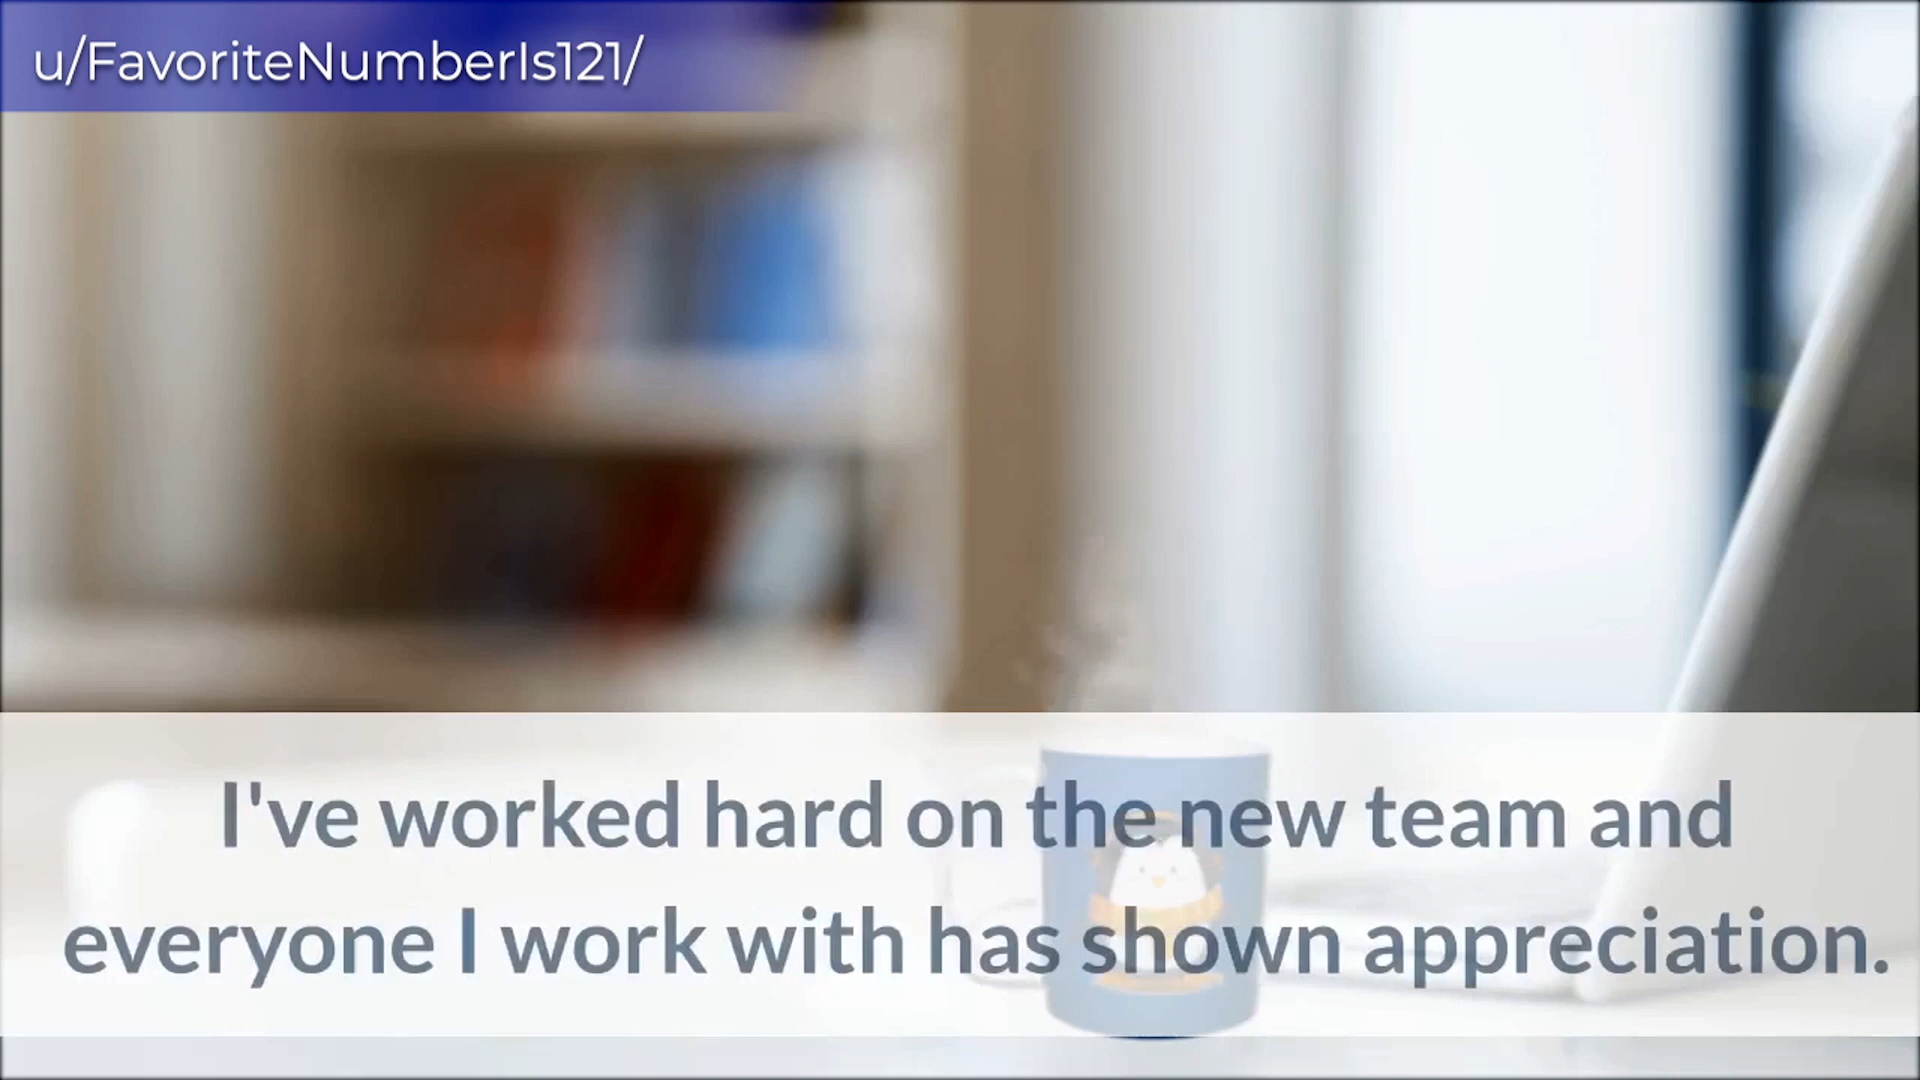 u/FavoriteNumberIs121/
I've worked hard on the new team and
everyone I work with has shown appreciation.